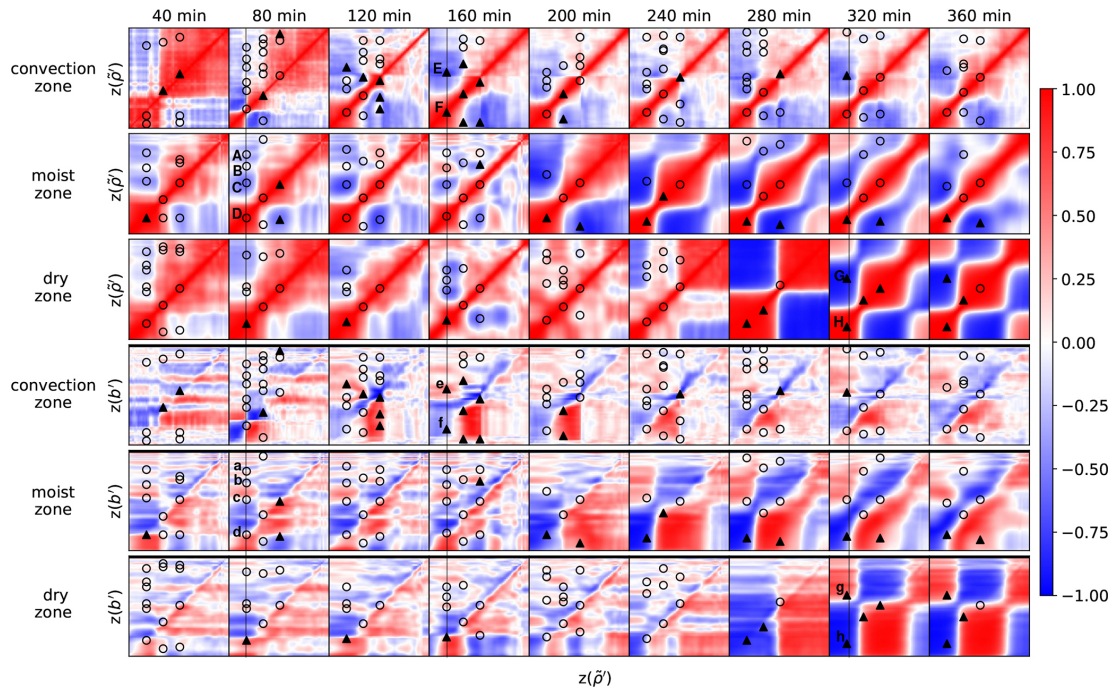 40 min 80 min 120 min 160 min 200 min 240 min 280 min 320 min 360 min
convection zone z(ρ̃′) E F
moist zone z(ρ̃′) A B C D
dry zone z(ρ̃′) G H
convection zone z(b′) e f
moist zone z(b′) a b c d
dry zone z(b′) g h
z(ρ̃′)
1.00
0.75
0.50
0.25
0.00
−0.25
−0.50
−0.75
−1.00